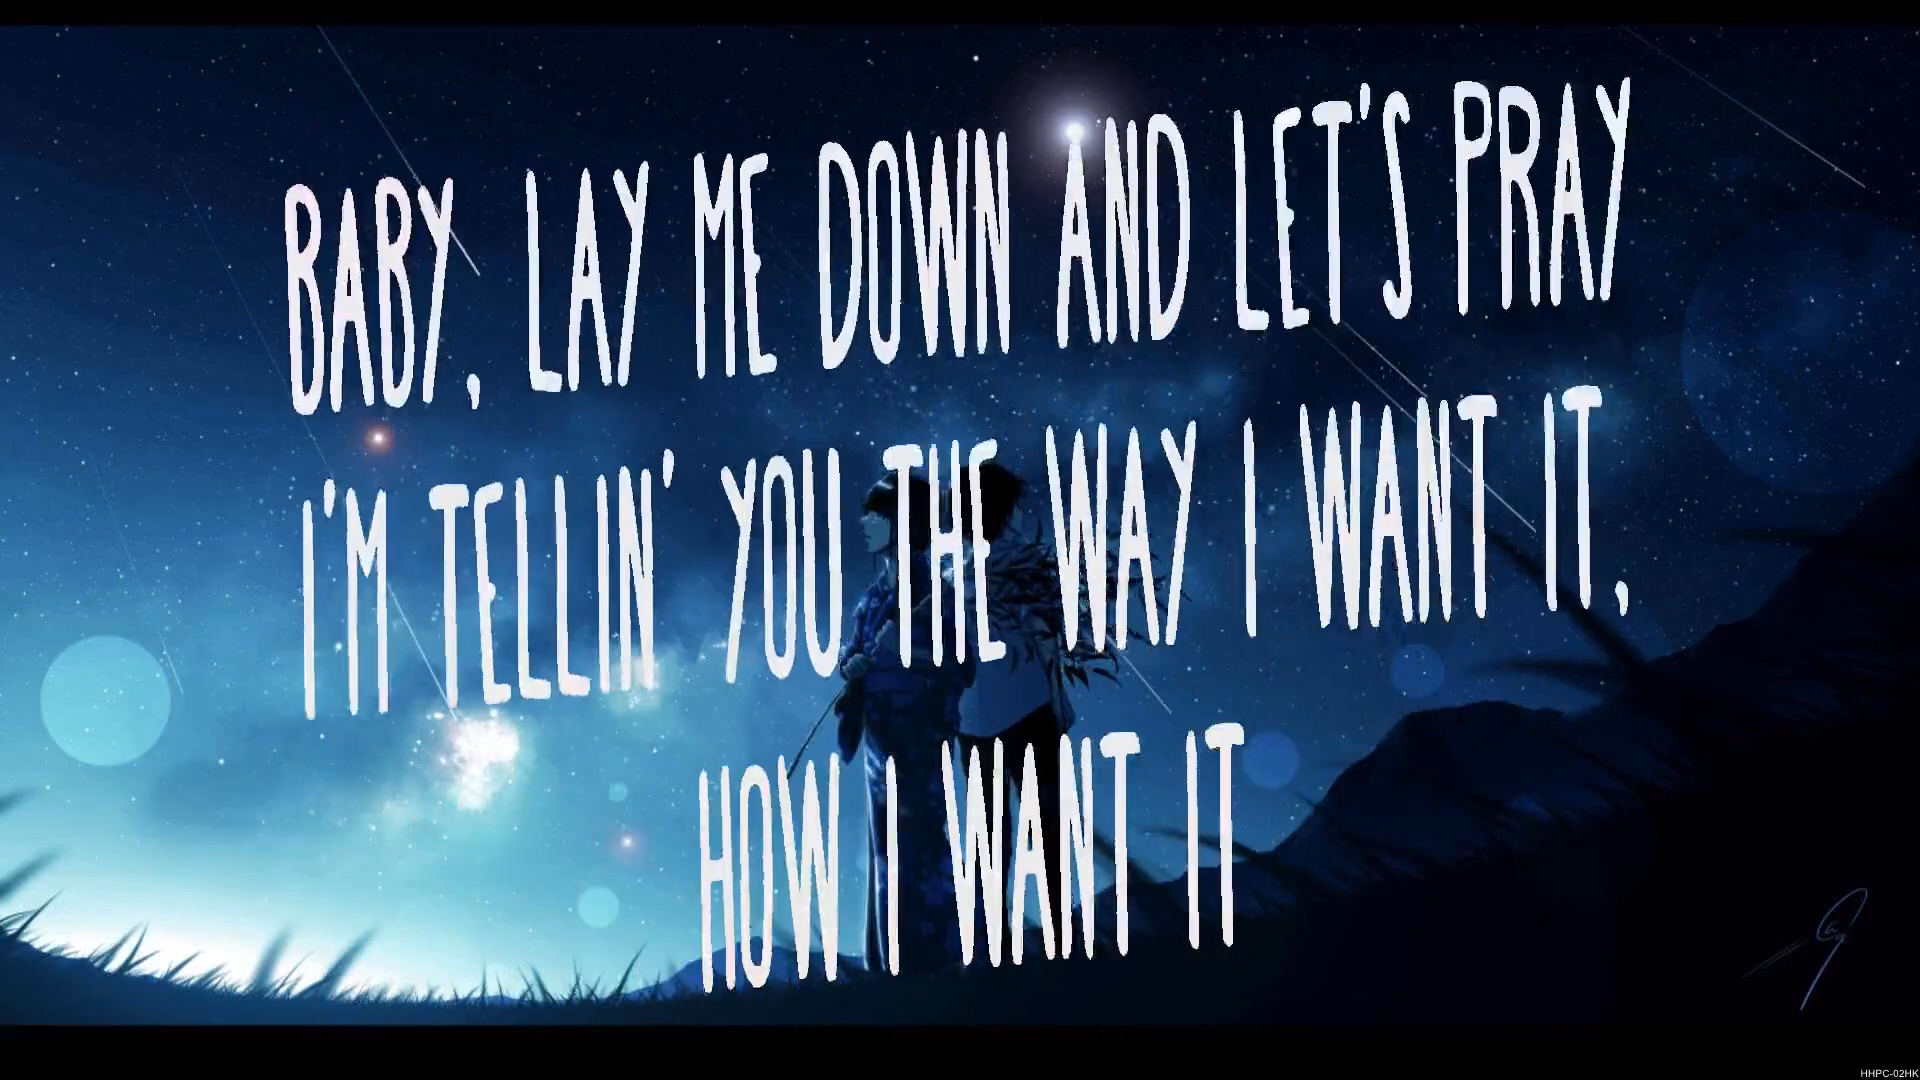 BABY, LAY ME DOWN AND LET'S PRAY
I'M TELLIN' YOU THE WAY I WANT IT,
HOW I WANT IT
HHPC-02HK